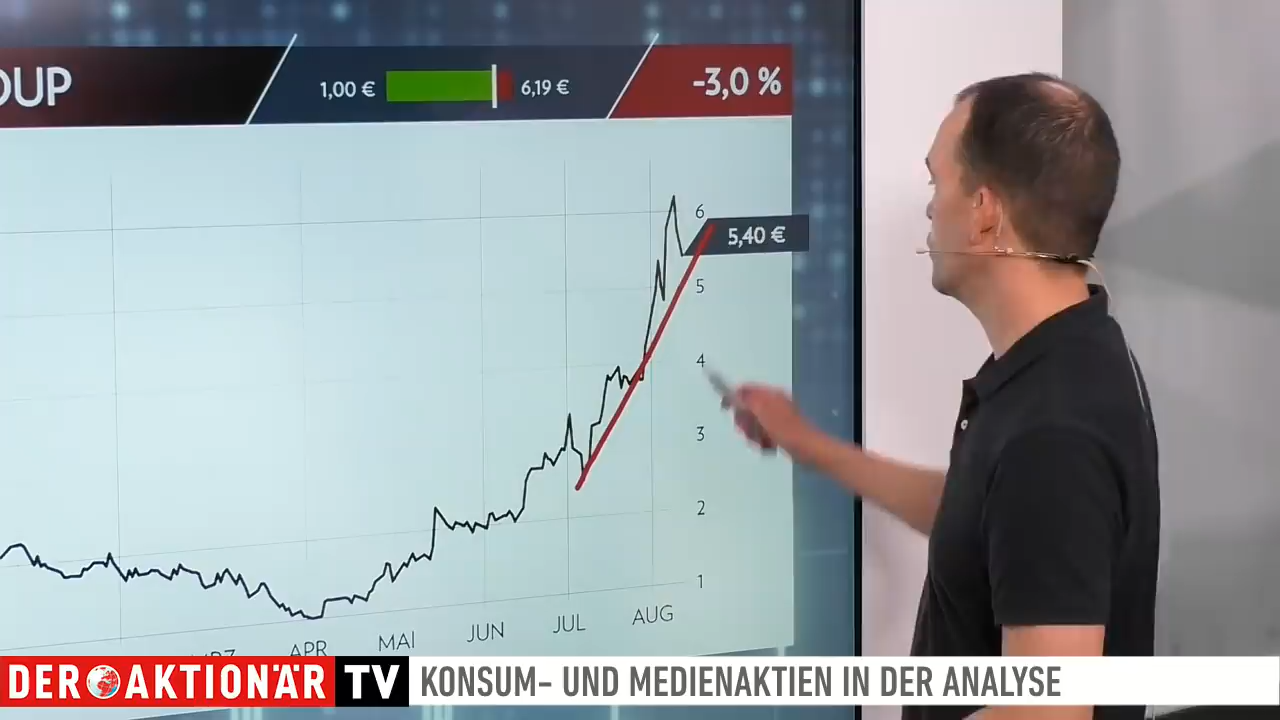 OUP
1,00 € 6,19 €
-3,0 %
6
5,40 €
5
4
3
2
1
APR MAI JUN JUL AUG
DER AKTIONÄR TV KONSUM- UND MEDIENAKTIEN IN DER ANALYSE